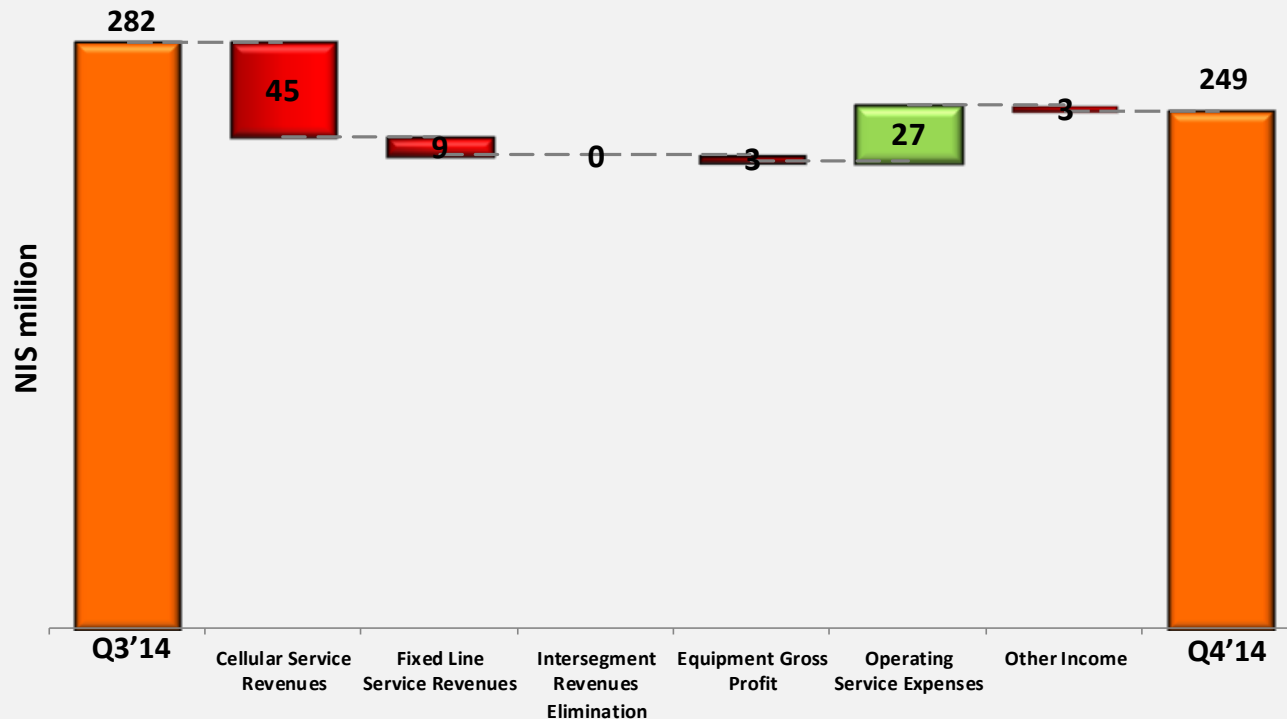 282
45
9
0
3
27
3
249
NIS million
Q3’14
Cellular Service
Revenues
Fixed Line
Service Revenues
Intersegment
Revenues
Elimination
Equipment Gross
Profit
Operating
Service Expenses
Other Income
Q4’14